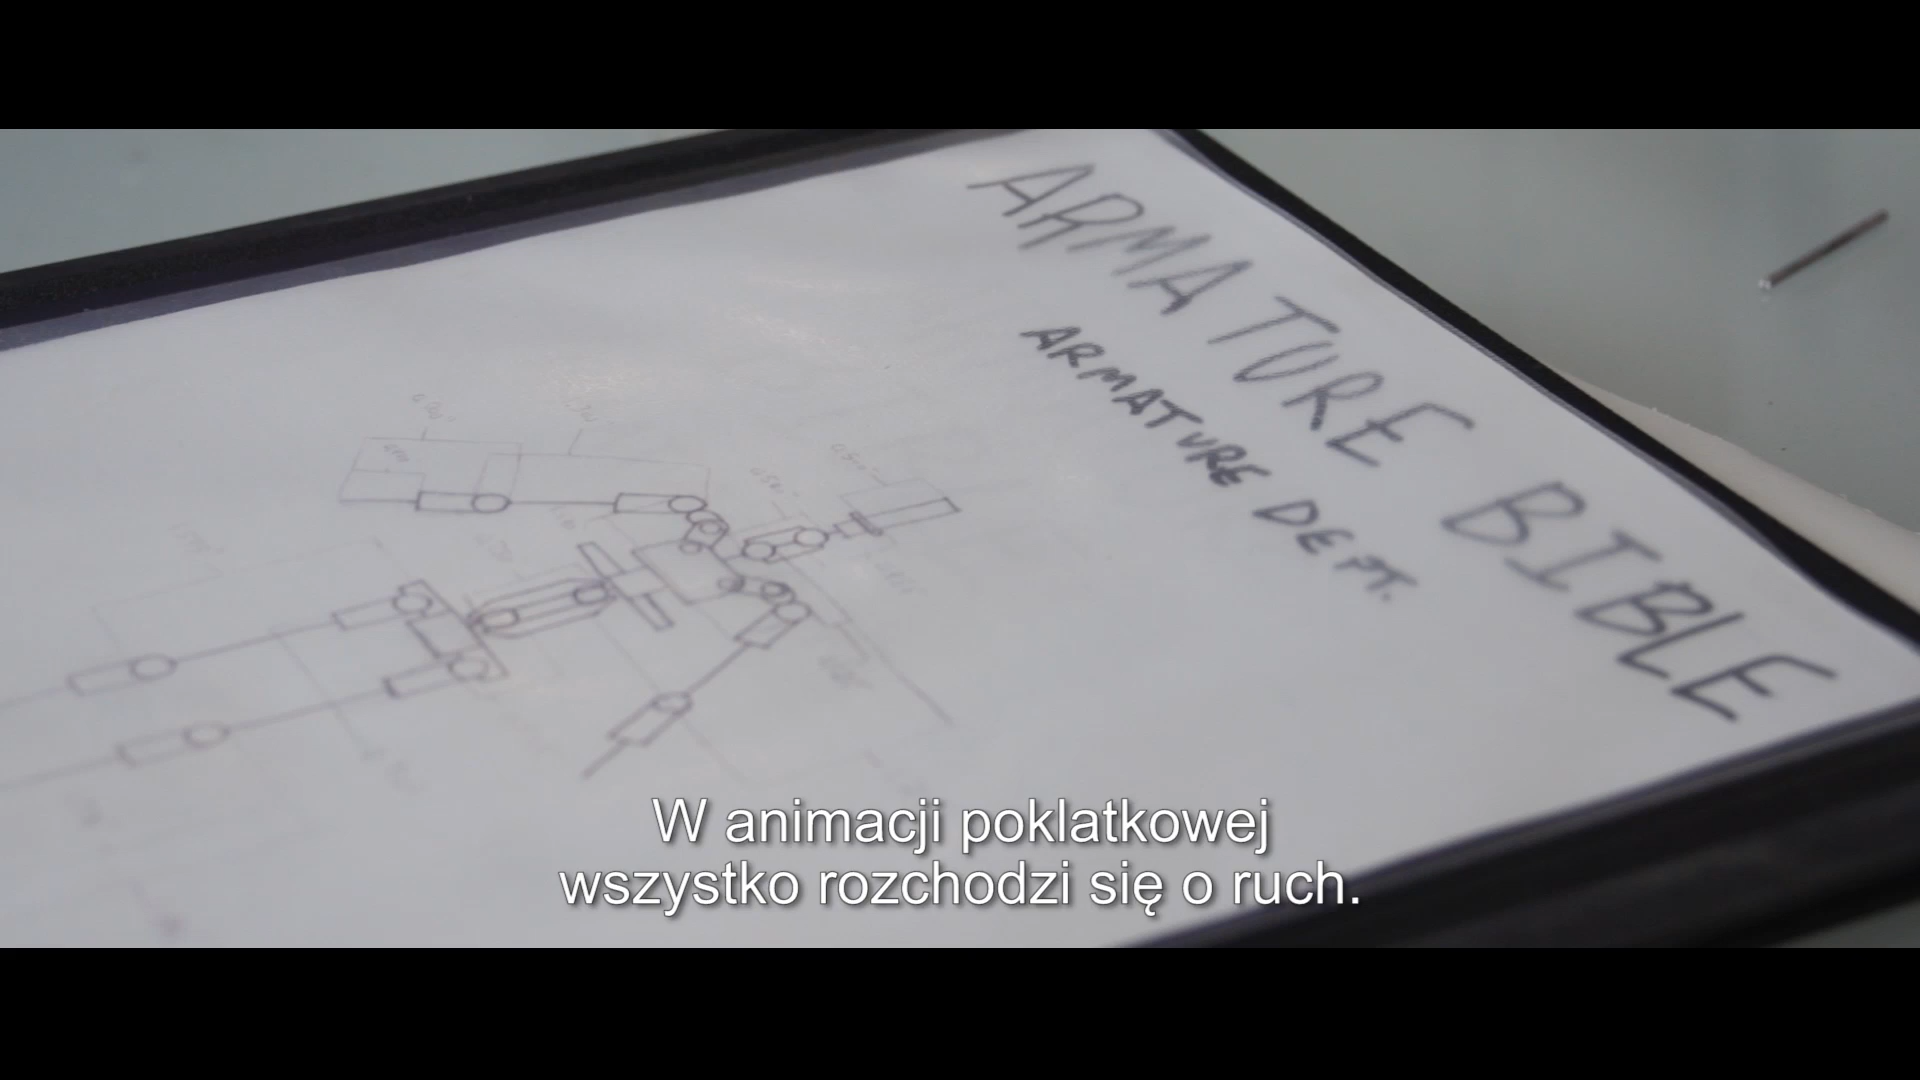 ARMATURE BIBLE
ARMATURE DEPT.
W animacji poklatkowej
wszystko rozchodzi się o ruch.